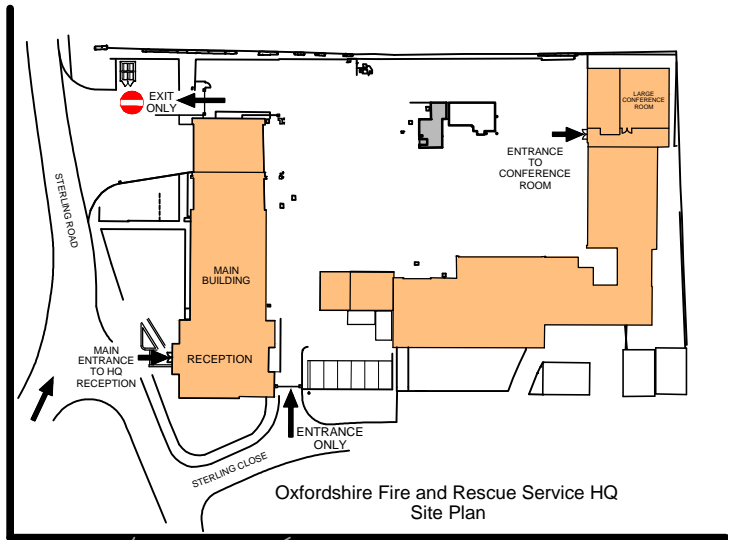 EXIT
ONLY
LARGE
CONFERENCE
ROOM
ENTRANCE
TO
CONFERENCE
ROOM
STERLING ROAD
MAIN
BUILDING
MAIN
ENTRANCE
TO HQ
RECEPTION
RECEPTION
ENTRANCE
ONLY
STERLING CLOSE
Oxfordshire Fire and Rescue Service HQ
Site Plan